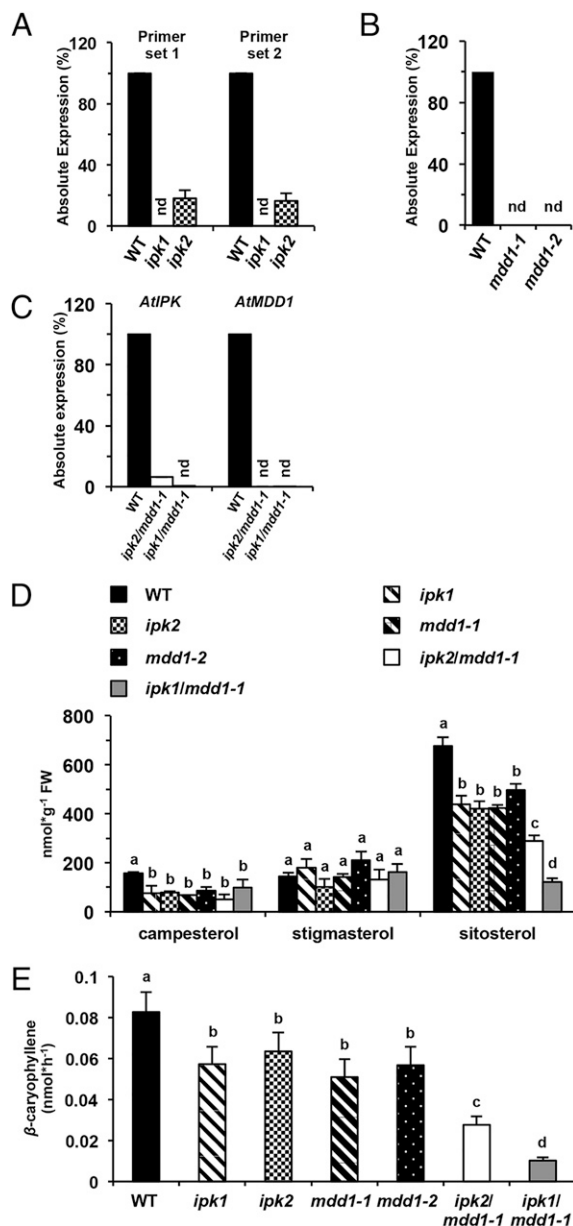 A
Absolute Expression (%)
120
80
40
0
Primer set 1
Primer set 2
nd
nd
WT
ipk1
ipk2
WT
ipk1
ipk2
B
Absolute Expression (%)
120
80
40
0
nd
nd
WT
mdd1-1
mdd1-2
C
Absolute expression (%)
120
80
40
0
AtIPK
AtMDD1
nd
nd
nd
WT
ipk2/mdd1-1
ipk1/mdd1-1
WT
ipk2/mdd1-1
ipk1/mdd1-1
D
WT
ipk1
ipk2
mdd1-1
mdd1-2
ipk2/mdd1-1
ipk1/mdd1-1
nmol*g-1 FW
800
600
400
200
0
a b b b b b b
a a a a a a a
a b b b b c d
campesterol stigmasterol sitosterol
E
β-caryophyllene
(nmol*h-1)
0.1
0.08
0.06
0.04
0.02
0
a b b b b c d
WT ipk1 ipk2 mdd1-1 mdd1-2 ipk2/ ipk1/
mdd1-1 mdd1-1